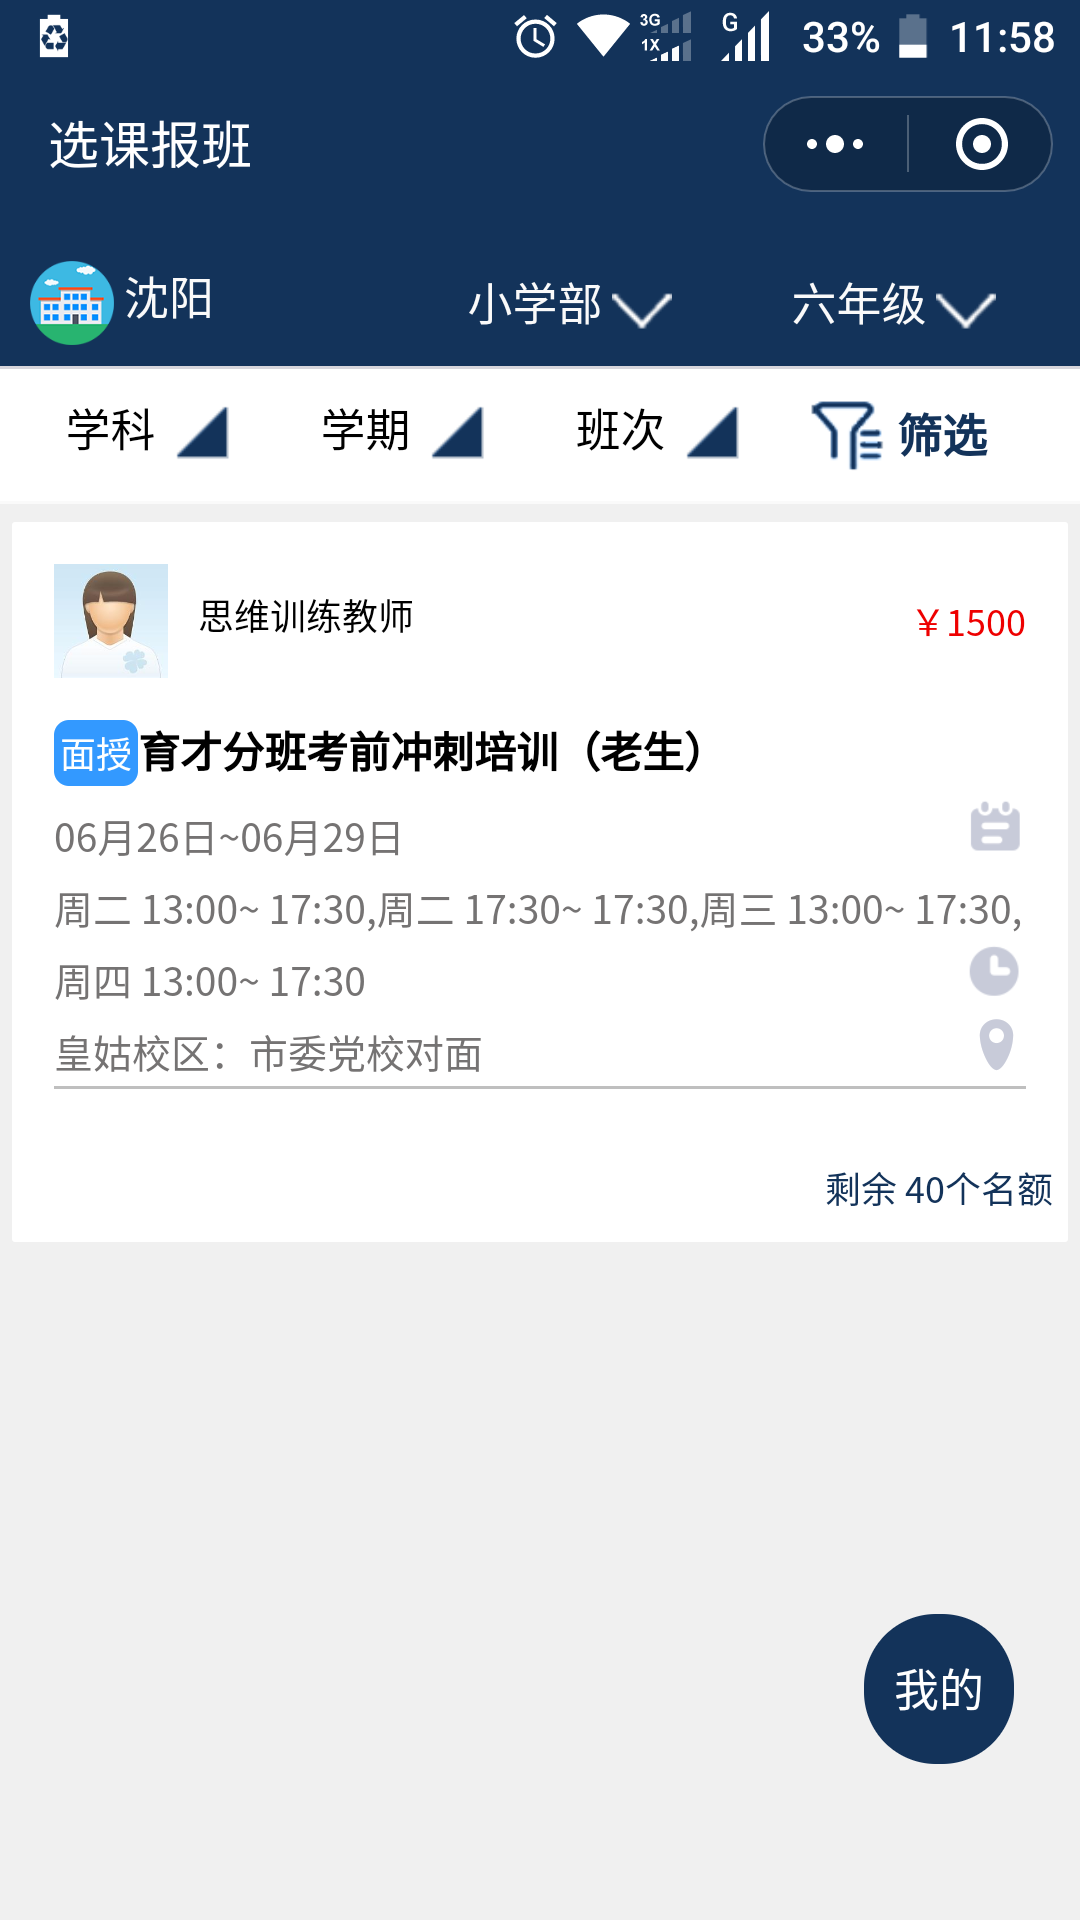 3G 1X G 33% 11:58
选课报班
沈阳 小学部 六年级
学科 学期 班次 筛选
思维训练教师 ￥1500
面授 育才分班考前冲刺培训（老生）
06月26日~06月29日
周二 13:00~ 17:30,周二 17:30~ 17:30,周三 13:00~ 17:30,
周四 13:00~ 17:30
皇姑校区：市委党校对面
剩余 40个名额
我的